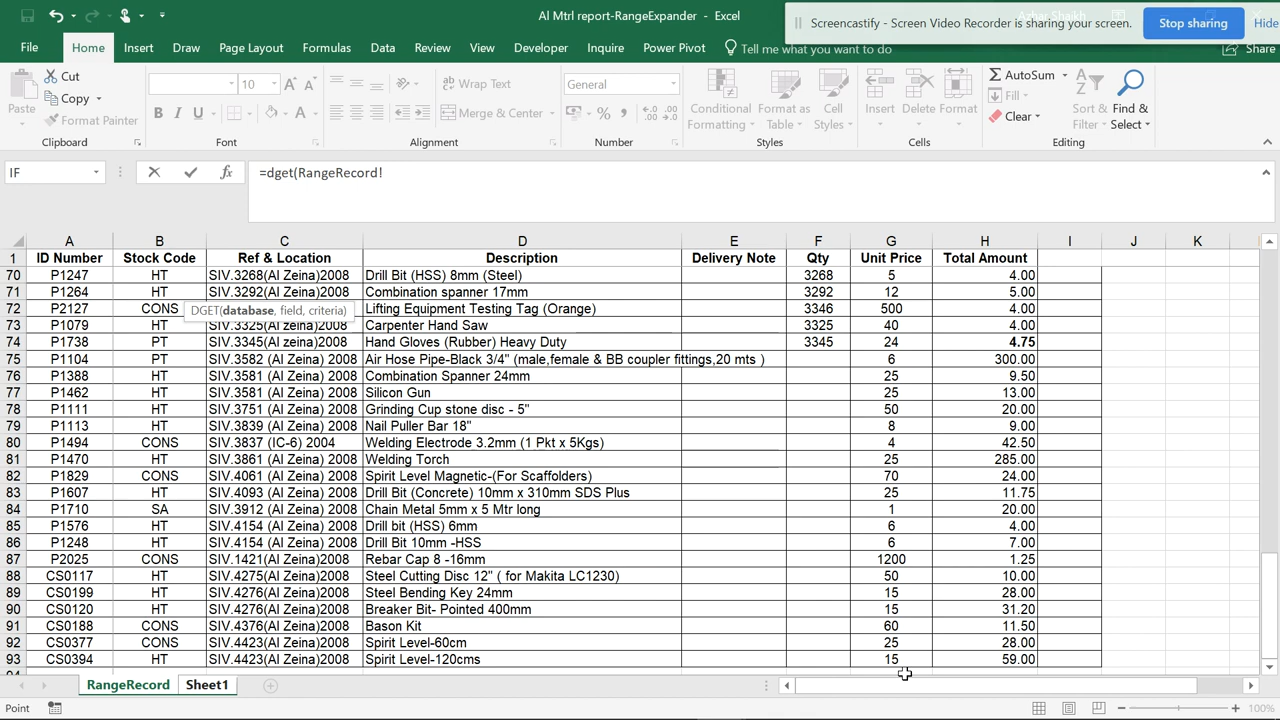 Al Mtrl report-RangeExpander - Excel
Screencastify - Screen Video Recorder is sharing your screen.
Stop sharing
Hide
File Home Insert Draw Page Layout Formulas Data Review View Developer Inquire Power Pivot Tell me what you want to do Share
Paste Cut Copy Format Painter
10
Wrap Text
Merge & Center
General
Conditional Formatting
Format as Table
Cell Styles
Insert Delete Format
AutoSum
Fill
Clear
Sort & Filter
Find & Select
Clipboard Font Alignment Number Styles Cells Editing
IF fx =dget(RangeRecord!
A B C D E F G H I J K
1 ID Number Stock Code Ref & Location Description Delivery Note Qty Unit Price Total Amount
70 P1247 HT SIV.3268(Al Zeina)2008 Drill Bit (HSS) 8mm (Steel) 3268 5 4.00
71 P1264 HT SIV.3292(Al Zeina)2008 Combination spanner 17mm 3292 12 5.00
72 P2127 CONS Lifting Equipment Testing Tag (Orange) 3346 500 4.00
DGET(database, field, criteria)
73 P1079 HT SIV.3325(Al zeina)2008 Carpenter Hand Saw 3325 40 4.00
74 P1738 PT SIV.3345(Al zeina) 2008 Hand Gloves (Rubber) Heavy Duty 3345 24 4.75
75 P1104 PT SIV.3582 (Al Zeina) 2008 Air Hose Pipe-Black 3/4" (male,female & BB coupler fittings,20 mts ) 6 300.00
76 P1388 HT SIV.3581 (Al Zeina) 2008 Combination Spanner 24mm 25 9.50
77 P1462 HT SIV.3581 (Al Zeina) 2008 Silicon Gun 25 13.00
78 P1111 HT SIV.3751 (Al Zeina) 2008 Grinding Cup stone disc - 5" 50 20.00
79 P1113 HT SIV.3839 (Al Zeina) 2008 Nail Puller Bar 18" 8 9.00
80 P1494 CONS SIV.3837 (IC-6) 2004 Welding Electrode 3.2mm (1 Pkt x 5Kgs) 4 42.50
81 P1470 HT SIV.3861 (Al Zeina) 2008 Welding Torch 25 285.00
82 P1829 CONS SIV.4061 (Al Zeina) 2008 Spirit Level Magnetic-(For Scaffolders) 70 24.00
83 P1607 HT SIV.4093 (Al Zeina) 2008 Drill Bit (Concrete) 10mm x 310mm SDS Plus 25 11.75
84 P1710 SA SIV.3912 (Al Zeina) 2008 Chain Metal 5mm x 5 Mtr long 1 20.00
85 P1576 HT SIV.4154 (Al Zeina) 2008 Drill bit (HSS) 6mm 6 4.00
86 P1248 HT SIV.4154 (Al Zeina) 2008 Drill Bit 10mm -HSS 6 7.00
87 P2025 CONS SIV.1421(Al Zeina)2008 Rebar Cap 8 -16mm 1200 1.25
88 CS0117 HT SIV.4275(Al Zeina)2008 Steel Cutting Disc 12" ( for Makita LC1230) 50 10.00
89 CS0199 HT SIV.4276(Al Zeina)2008 Steel Bending Key 24mm 15 28.00
90 CS0120 HT SIV.4276(Al Zeina)2008 Breaker Bit- Pointed 400mm 15 31.20
91 CS0188 CONS SIV.4376(Al Zeina)2008 Bason Kit 60 11.50
92 CS0377 CONS SIV.4423(Al Zeina)2008 Spirit Level-60cm 25 28.00
93 CS0394 HT SIV.4423(Al Zeina)2008 Spirit Level-120cms 15 59.00
RangeRecord Sheet1
Point 100%